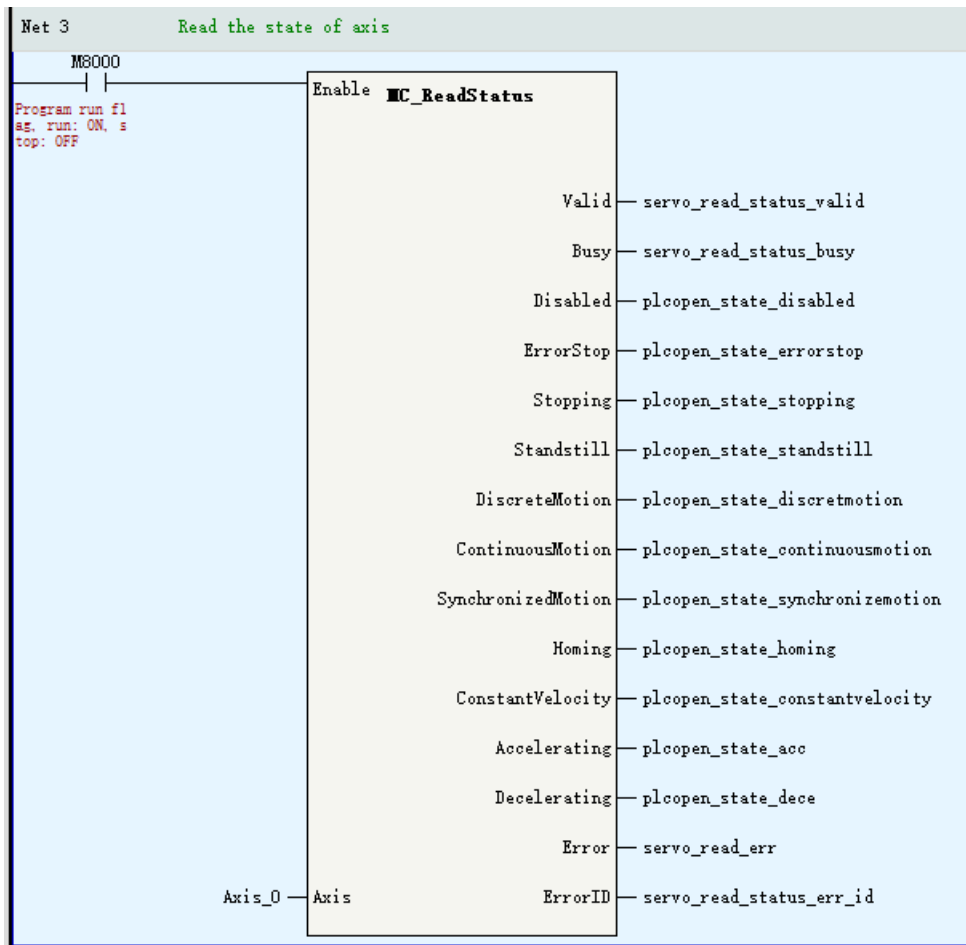 Net 3 Read the state of axis
M8000
Program run fl
ag, run: ON, s
top: OFF
Enable MC_ReadStatus
Valid servo_read_status_valid
Busy servo_read_status_busy
Disabled plcopen_state_disabled
ErrorStop plcopen_state_errorstop
Stopping plcopen_state_stopping
Standstill plcopen_state_standstill
DiscreteMotion plcopen_state_discretmotion
ContinuousMotion plcopen_state_continuousmotion
SynchronizedMotion plcopen_state_synchronizemotion
Homing plcopen_state_homing
ConstantVelocity plcopen_state_constantvelocity
Accelerating plcopen_state_acc
Decelerating plcopen_state_dece
Error servo_read_err
Axis_0 Axis ErrorID servo_read_status_err_id